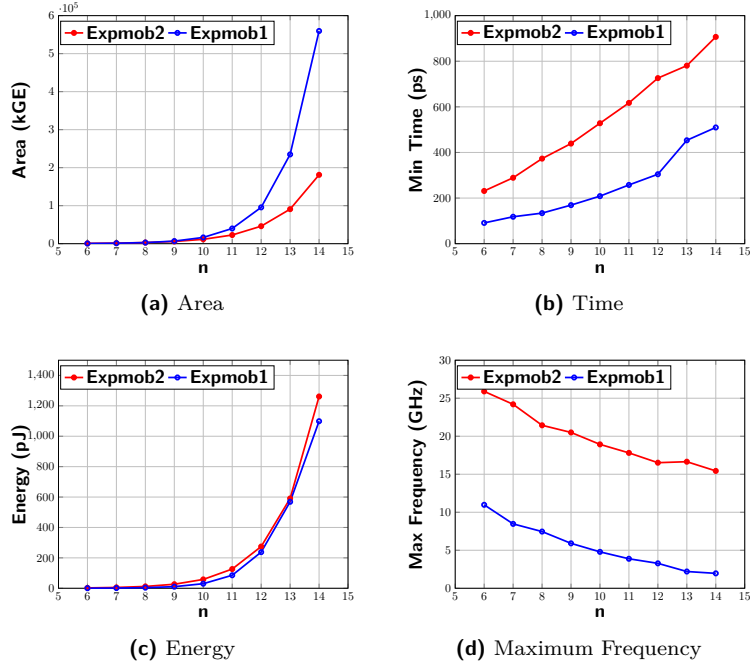 ·10^5
6
5
4
3
2
1
0
Area (kGE)
Expmob2 Expmob1
5 6 7 8 9 10 11 12 13 14 15
n
(a) Area
1,000
800
600
400
200
0
Min Time (ps)
Expmob2 Expmob1
5 6 7 8 9 10 11 12 13 14 15
n
(b) Time
1,400
1,200
1,000
800
600
400
200
0
Energy (pJ)
Expmob2 Expmob1
5 6 7 8 9 10 11 12 13 14 15
n
(c) Energy
30
25
20
15
10
5
0
Max Frequency (GHz)
Expmob2 Expmob1
5 6 7 8 9 10 11 12 13 14 15
n
(d) Maximum Frequency